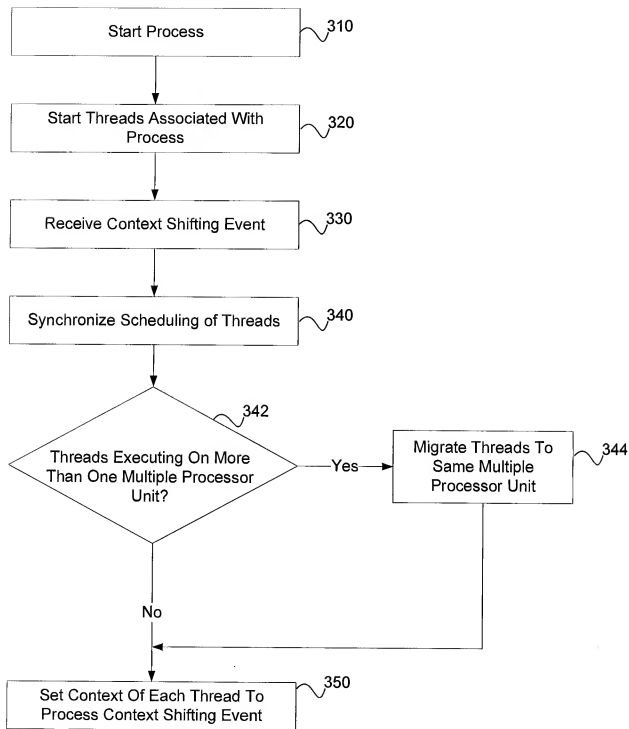 Start Process
310
Start Threads Associated With
Process
320
Receive Context Shifting Event
330
Synchronize Scheduling of Threads
340
342
Threads Executing On More
Than One Multiple Processor
Unit?
Yes
Migrate Threads To
Same Multiple
Processor Unit
344
No
Set Context Of Each Thread To
Process Context Shifting Event
350